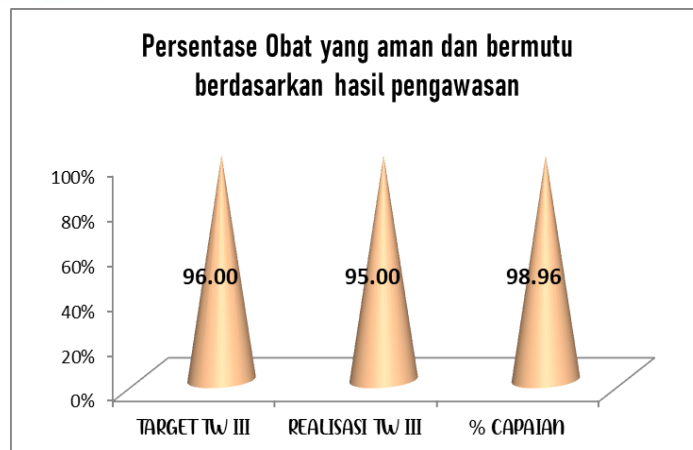 Persentase Obat yang aman dan bermutu
berdasarkan hasil pengawasan
100%
80%
60%
40%
20%
0%
96.00
95.00
98.96
TARGET TW III
REALISASI TW III
% CAPAIAN